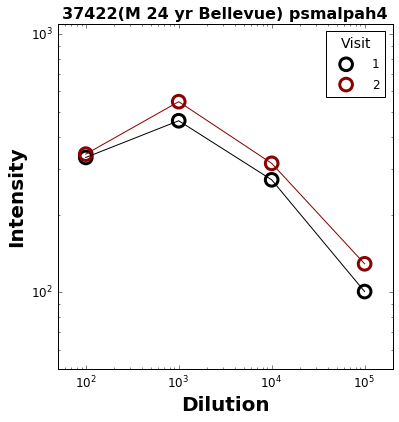 37422(M 24 yr Bellevue) psmalpah4
Visit
1
2
Intensity
10³
10²
10² 10³ 10⁴ 10⁵
Dilution